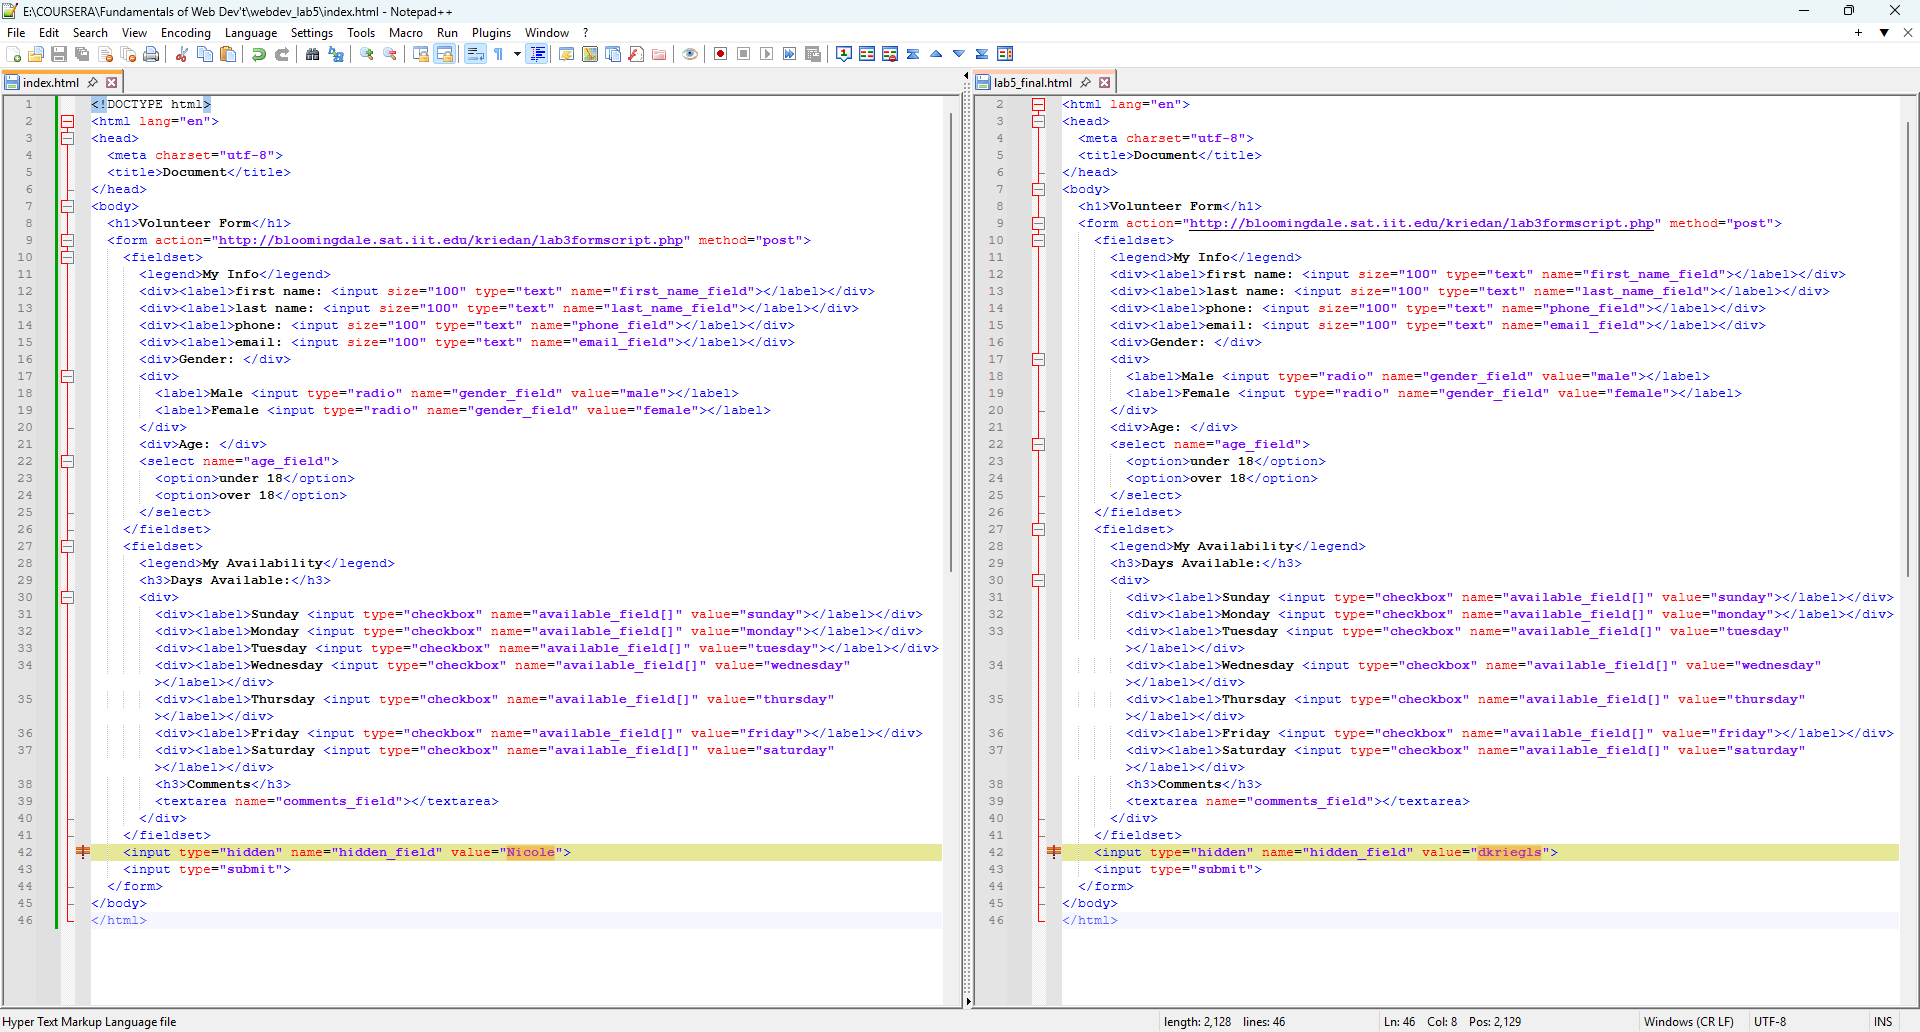 E:\COURSERA\Fundamentals of Web Dev't\webdev_lab5\index.html - Notepad++
File Edit Search View Encoding Language Settings Tools Macro Run Plugins Window ?
index.html
1 <!DOCTYPE html>
2 <html lang="en">
3 <head>
4 <meta charset="utf-8">
5 <title>Document</title>
6 </head>
7 <body>
8 <h1>Volunteer Form</h1>
9 <form action="http://bloomingdale.sat.iit.edu/kriedan/lab3formscript.php" method="post">
10 <fieldset>
11 <legend>My Info</legend>
12 <div><label>first name: <input size="100" type="text" name="first_name_field"></label></div>
13 <div><label>last name: <input size="100" type="text" name="last_name_field"></label></div>
14 <div><label>phone: <input size="100" type="text" name="phone_field"></label></div>
15 <div><label>email: <input size="100" type="text" name="email_field"></label></div>
16 <div>Gender: </div>
17 <div>
18 <label>Male <input type="radio" name="gender_field" value="male"></label>
19 <label>Female <input type="radio" name="gender_field" value="female"></label>
20 </div>
21 <div>Age: </div>
22 <select name="age_field">
23 <option>under 18</option>
24 <option>over 18</option>
25 </select>
26 </fieldset>
27 <fieldset>
28 <legend>My Availability</legend>
29 <h3>Days Available:</h3>
30 <div>
31 <div><label>Sunday <input type="checkbox" name="available_field[]" value="sunday"></label></div>
32 <div><label>Monday <input type="checkbox" name="available_field[]" value="monday"></label></div>
33 <div><label>Tuesday <input type="checkbox" name="available_field[]" value="tuesday"></label></div>
34 <div><label>Wednesday <input type="checkbox" name="available_field[]" value="wednesday"
></label></div>
35 <div><label>Thursday <input type="checkbox" name="available_field[]" value="thursday"
></label></div>
36 <div><label>Friday <input type="checkbox" name="available_field[]" value="friday"></label></div>
37 <div><label>Saturday <input type="checkbox" name="available_field[]" value="saturday"
></label></div>
38 <h3>Comments</h3>
39 <textarea name="comments_field"></textarea>
40 </div>
41 </fieldset>
42 <input type="hidden" name="hidden_field" value="Nicole">
43 <input type="submit">
44 </form>
45 </body>
46 </html>
lab5_final.html
2 <html lang="en">
3 <head>
4 <meta charset="utf-8">
5 <title>Document</title>
6 </head>
7 <body>
8 <h1>Volunteer Form</h1>
9 <form action="http://bloomingdale.sat.iit.edu/kriedan/lab3formscript.php" method="post">
10 <fieldset>
11 <legend>My Info</legend>
12 <div><label>first name: <input size="100" type="text" name="first_name_field"></label></div>
13 <div><label>last name: <input size="100" type="text" name="last_name_field"></label></div>
14 <div><label>phone: <input size="100" type="text" name="phone_field"></label></div>
15 <div><label>email: <input size="100" type="text" name="email_field"></label></div>
16 <div>Gender: </div>
17 <div>
18 <label>Male <input type="radio" name="gender_field" value="male"></label>
19 <label>Female <input type="radio" name="gender_field" value="female"></label>
20 </div>
21 <div>Age: </div>
22 <select name="age_field">
23 <option>under 18</option>
24 <option>over 18</option>
25 </select>
26 </fieldset>
27 <fieldset>
28 <legend>My Availability</legend>
29 <h3>Days Available:</h3>
30 <div>
31 <div><label>Sunday <input type="checkbox" name="available_field[]" value="sunday"></label></div>
32 <div><label>Monday <input type="checkbox" name="available_field[]" value="monday"></label></div>
33 <div><label>Tuesday <input type="checkbox" name="available_field[]" value="tuesday"
></label></div>
34 <div><label>Wednesday <input type="checkbox" name="available_field[]" value="wednesday"
></label></div>
35 <div><label>Thursday <input type="checkbox" name="available_field[]" value="thursday"
></label></div>
36 <div><label>Friday <input type="checkbox" name="available_field[]" value="friday"></label></div>
37 <div><label>Saturday <input type="checkbox" name="available_field[]" value="saturday"
></label></div>
38 <h3>Comments</h3>
39 <textarea name="comments_field"></textarea>
40 </div>
41 </fieldset>
42 <input type="hidden" name="hidden_field" value="dkriegls">
43 <input type="submit">
44 </form>
45 </body>
46 </html>
Hyper Text Markup Language file length: 2,128 lines: 46 Ln: 46 Col: 8 Pos: 2,129 Windows (CR LF) UTF-8 INS